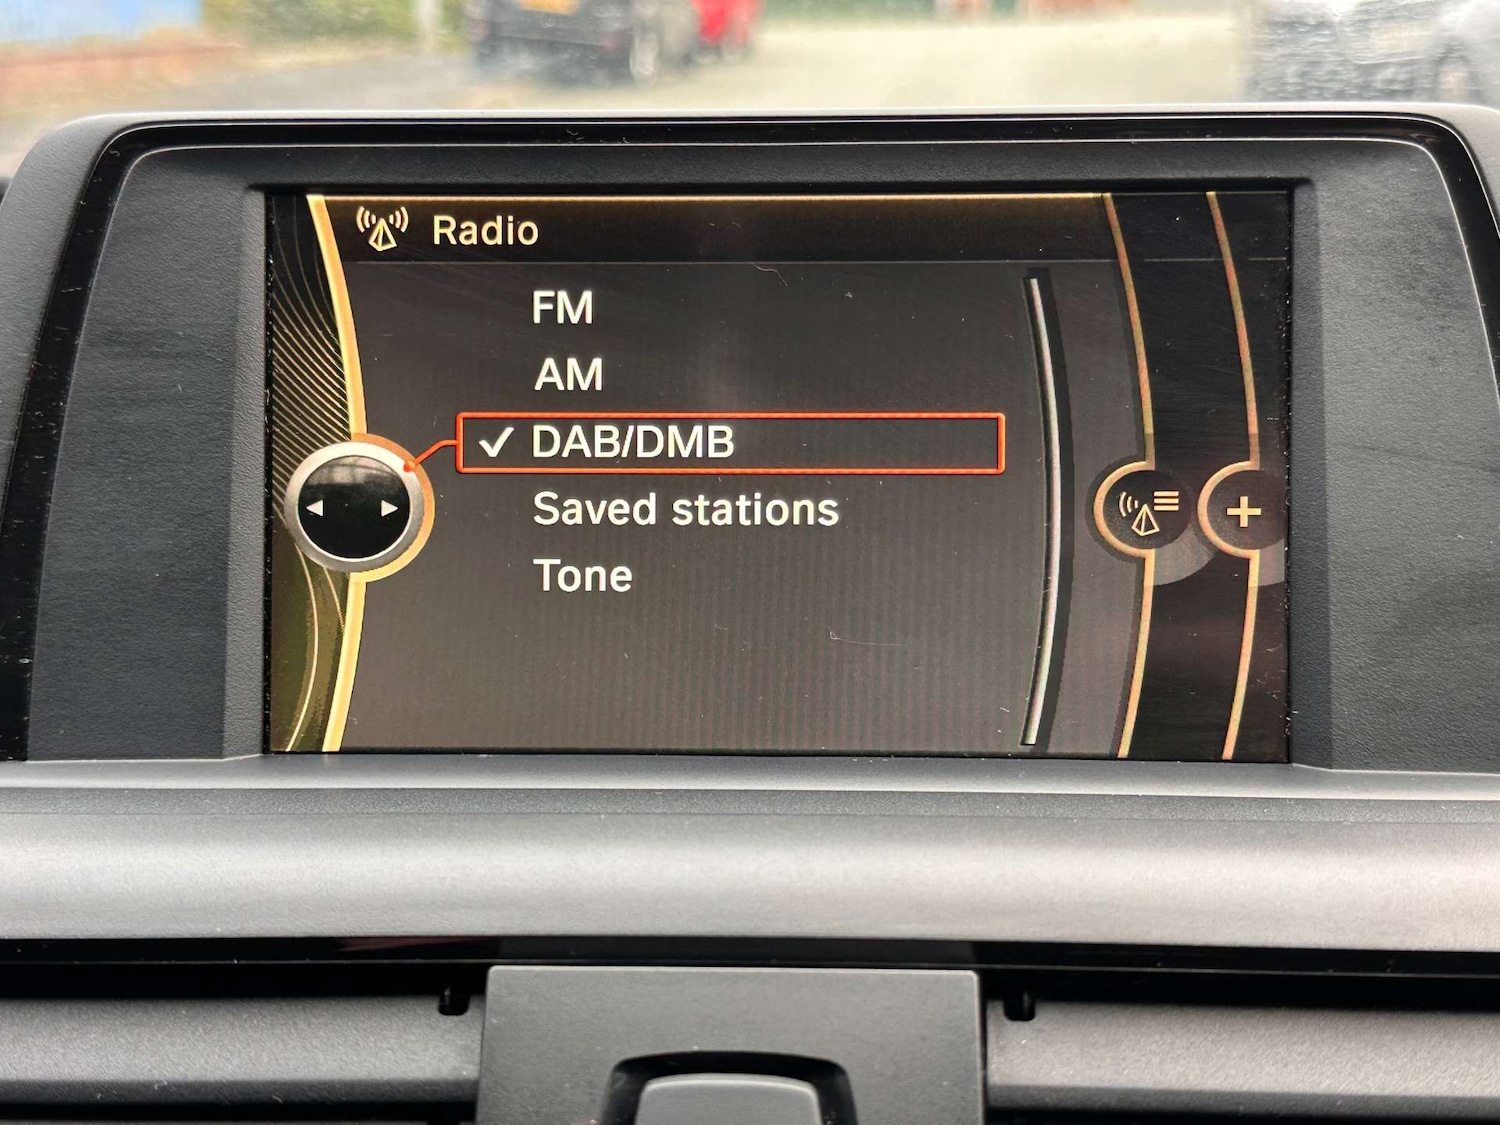 Radio
FM
AM
✓ DAB/DMB
Saved stations
Tone